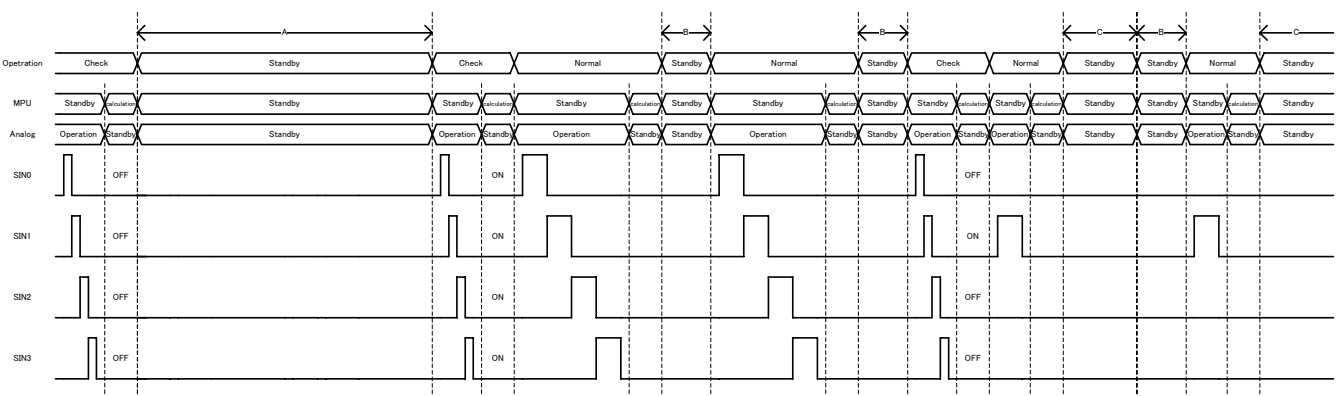 A B B C B C
Opetration Check Standby Check Normal Standby Normal Standby Check Normal Standby Standby Normal Standby
MPU Standby calculation Standby Standby calculation Standby calculation Standby Standby calculation Standby Standby calculation Standby calculation Standby Standby Standby calculation Standby
Analog Operation Standby Standby Operation Standby Operation Standby Standby Operation Standby Standby Operation Standby Operation Standby Standby Standby Operation Standby Standby
SIN0 OFF ON OFF
SIN1 OFF ON ON
SIN2 OFF ON OFF
SIN3 OFF ON OFF